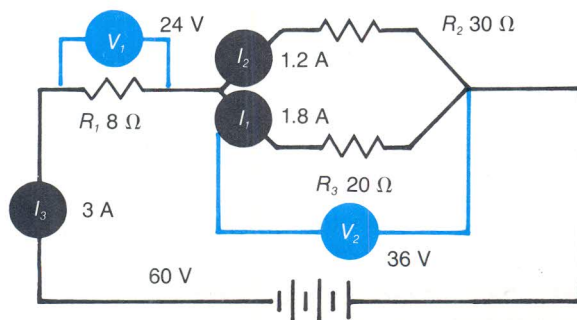 24 V
V₁
R₂ 30 Ω
I₂
1.2 A
I₁
1.8 A
R₁ 8 Ω
R₃ 20 Ω
I₃
3 A
V₂
36 V
60 V